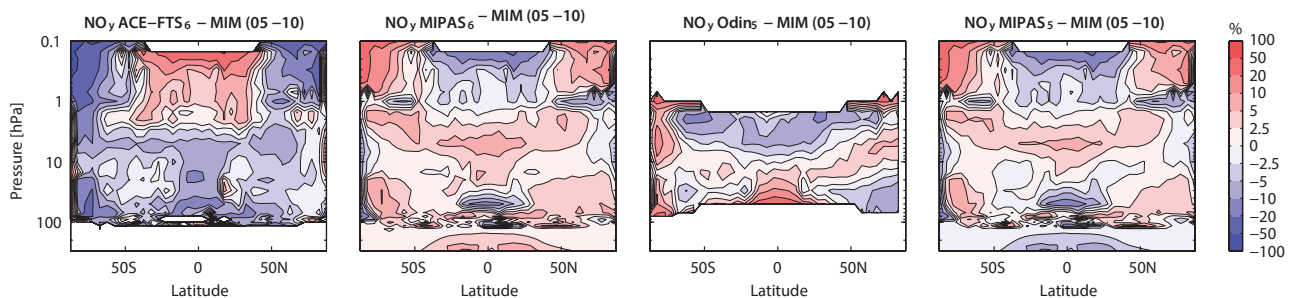 NOy ACE–FTS6 – MIM (05 –10)
NOy MIPAS6 – MIM (05 –10)
NOy Odin5 – MIM (05 –10)
NOy MIPAS5 – MIM (05 –10)
%
Pressure [hPa]
0.1
1
10
100
50S 0 50N
Latitude
50S 0 50N
Latitude
50S 0 50N
Latitude
50S 0 50N
Latitude
100
50
20
10
5
2.5
0
–2.5
–5
–10
–20
–50
–100